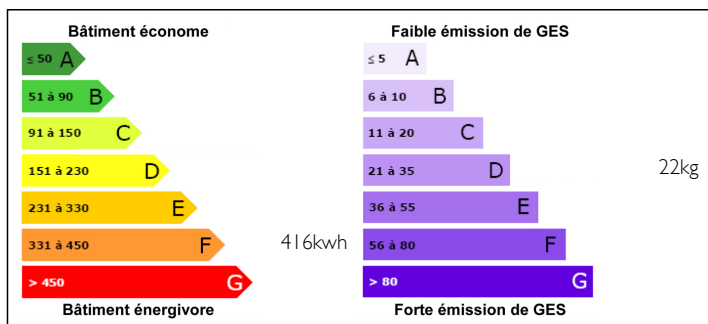 Bâtiment économe
≤ 50 A
51 à 90 B
91 à 150 C
151 à 230 D
231 à 330 E
331 à 450 F
416kwh
> 450 G
Bâtiment énergivore
Faible émission de GES
≤ 5 A
6 à 10 B
11 à 20 C
21 à 35 D
22kg
36 à 55 E
56 à 80 F
> 80 G
Forte émission de GES